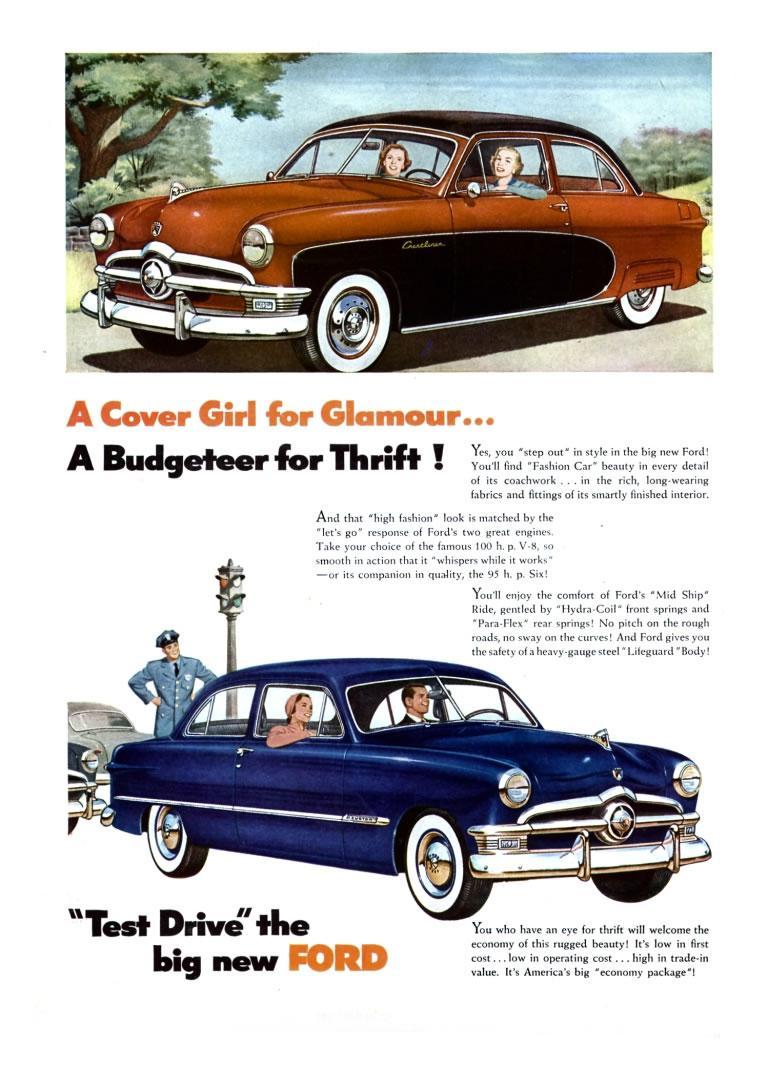 Crestliner
A Cover Girl for Glamour...
A Budgeteer for Thrift !
Yes, you "step out" in style in the big new Ford!
You'll find "Fashion Car" beauty in every detail
of its coachwork . . . in the rich, long-wearing
fabrics and fittings of its smartly finished interior.
And that "high fashion" look is matched by the
"let's go" response of Ford's two great engines.
Take your choice of the famous 100 h. p. V-8, so
smooth in action that it "whispers while it works"
—or its companion in quality, the 95 h. p. Six!
You'll enjoy the comfort of Ford's "Mid Ship"
Ride, gentled by "Hydra-Coil" front springs and
"Para-Flex" rear springs! No pitch on the rough
roads, no sway on the curves! And Ford gives you
the safety of a heavy-gauge steel "Lifeguard "Body!
CUSTOM
"Test Drive" the
big new FORD
You who have an eye for thrift will welcome the
economy of this rugged beauty! It's low in first
cost . . . low in operating cost . . . high in trade-in
value. It's America's big "economy package"!